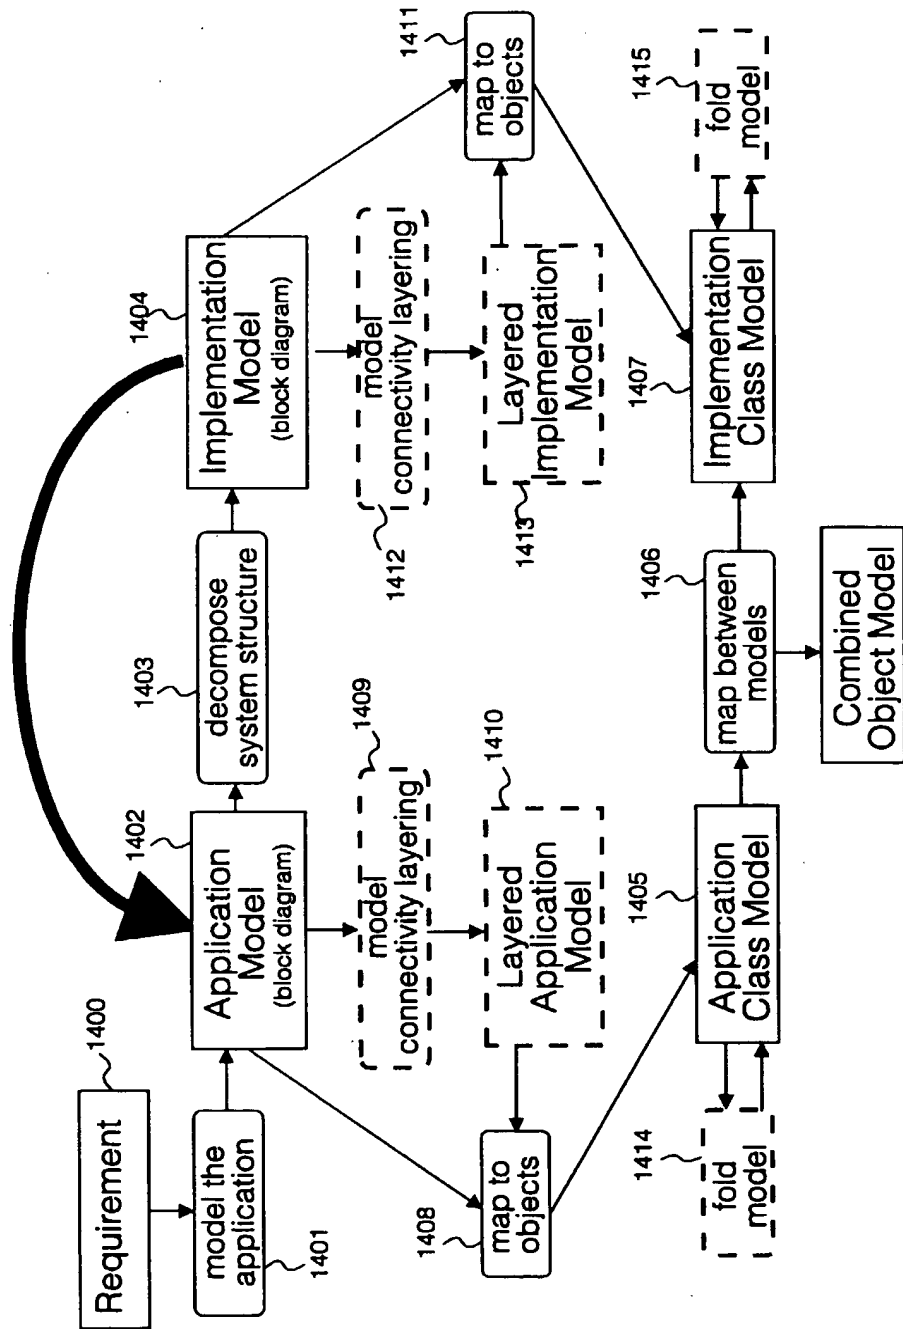 1400
Requirement
model the
application
1401
1402
Application
Model
(block diagram)
1403
decompose
system structure
1404
Implementation
Model
(block diagram)
1409
model
connectivity layering
1412
model
connectivity layering
1410
Layered
Application
Model
1413
Layered
Implementation
Model
1408
map to
objects
1411
map to
objects
1414
fold
model
1405
Application
Class Model
1406
map between
models
1407
Implementation
Class Model
1415
fold
model
Combined
Object Model